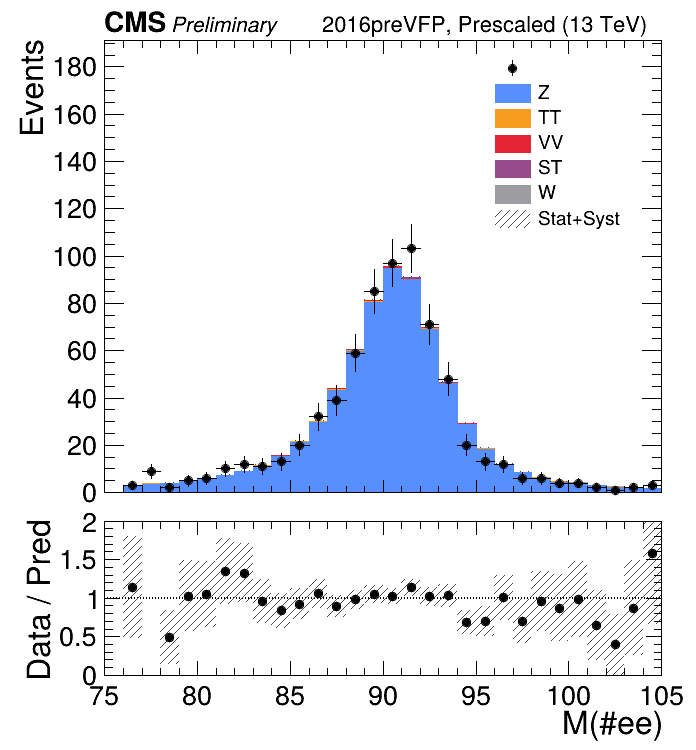 CMS Preliminary 2016preVFP, Prescaled (13 TeV)
Events
180
160
140
120
100
80
60
40
20
0
Z
TT
VV
ST
W
Stat+Syst
Data / Pred
2
1.5
1
0.5
0
75 80 85 90 95 100 105
M(#ee)